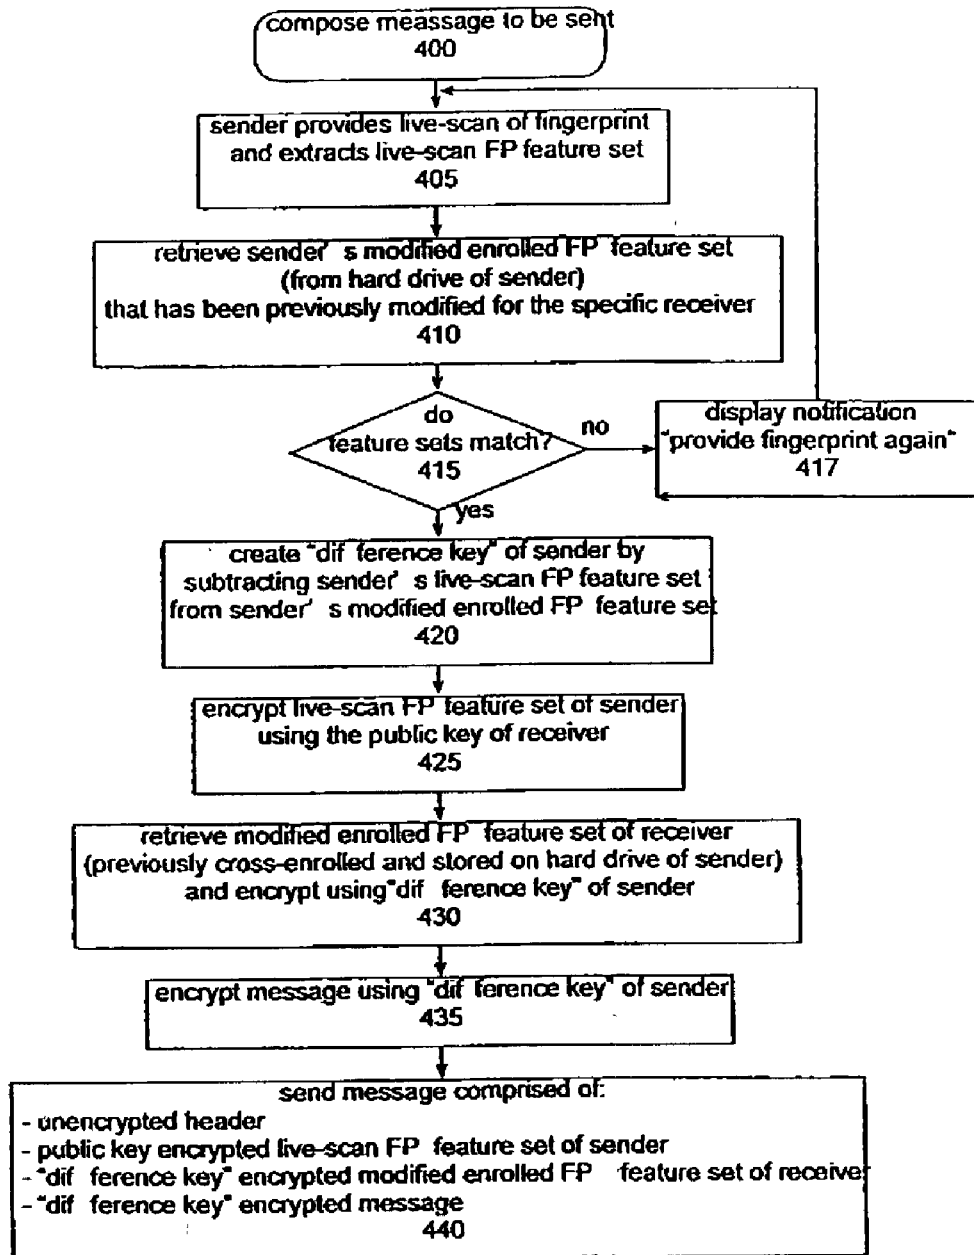 compose meassage to be sent
400
sender provides live-scan of fingerprint
and extracts live-scan FP feature set
405
retrieve sender' s modified enrolled FP feature set
(from hard drive of sender)
that has been previously modified for the specific receiver
410
do
feature sets match?
415
no
display notification
"provide fingerprint again"
417
yes
create "dif ference key" of sender by
subtracting sender' s live-scan FP feature set
from sender' s modified enrolled FP feature set
420
encrypt live-scan FP feature set of sender
using the public key of receiver
425
retrieve modified enrolled FP feature set of receiver
(previously cross-enrolled and stored on hard drive of sender)
and encrypt using"dif ference key" of sender
430
encrypt message using "dif ference key" of sender
435
send message comprised of:
- unencrypted header
- public key encrypted live-scan FP feature set of sender
- "dif ference key" encrypted modified enrolled FP feature set of receiver
- "dif ference key" encrypted message
440